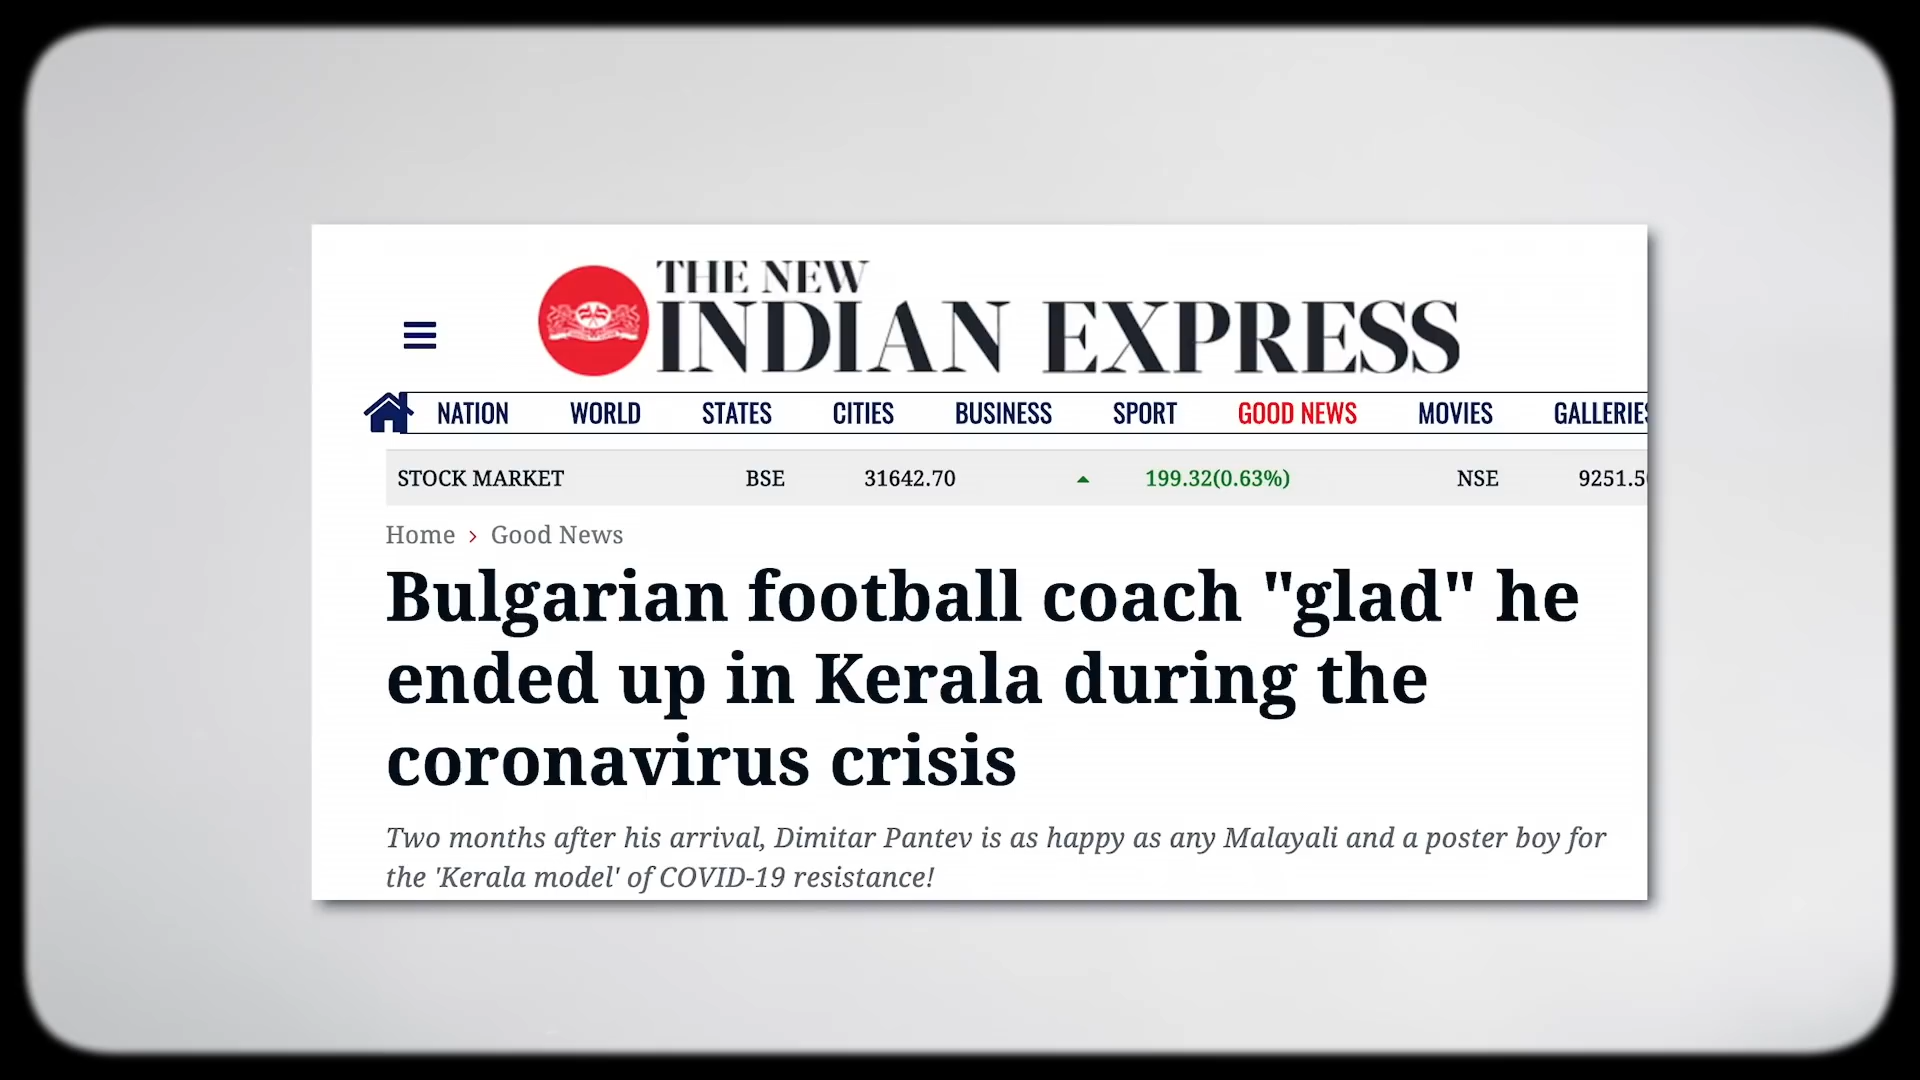 THE NEW
INDIAN EXPRESS
NATION WORLD STATES CITIES BUSINESS SPORT GOOD NEWS MOVIES GALLERIES
STOCK MARKET BSE 31642.70 ▲ 199.32(0.63%) NSE 9251.5
Home › Good News
Bulgarian football coach "glad" he
ended up in Kerala during the
coronavirus crisis
Two months after his arrival, Dimitar Pantev is as happy as any Malayali and a poster boy for
the 'Kerala model' of COVID-19 resistance!